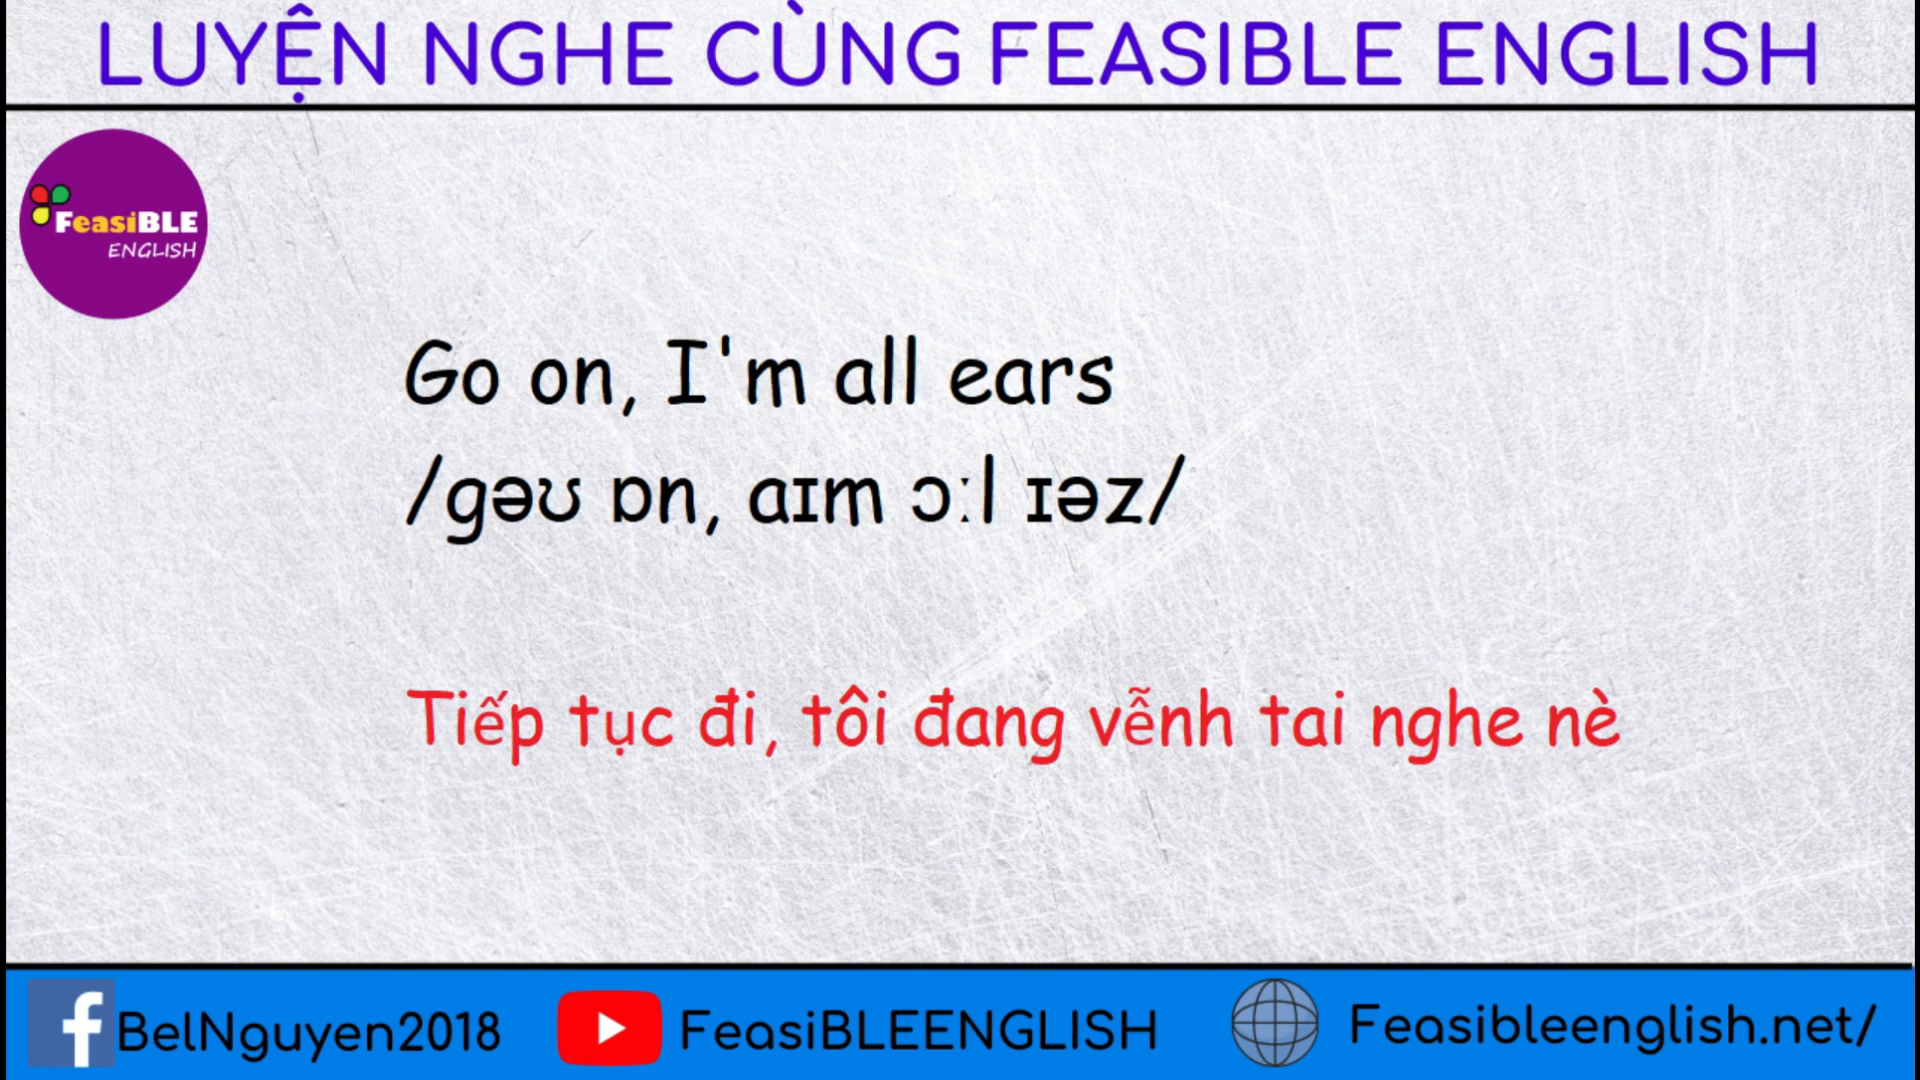 LUYỆN NGHE CÙNG FEASIBLE ENGLISH
FeasiBLE
ENGLISH
Go on, I'm all ears
/gəʊ ɒn, aɪm ɔːl ɪəz/
Tiếp tục đi, tôi đang vễnh tai nghe nè
BelNguyen2018 FeasiBLEENGLISH Feasibleenglish.net/